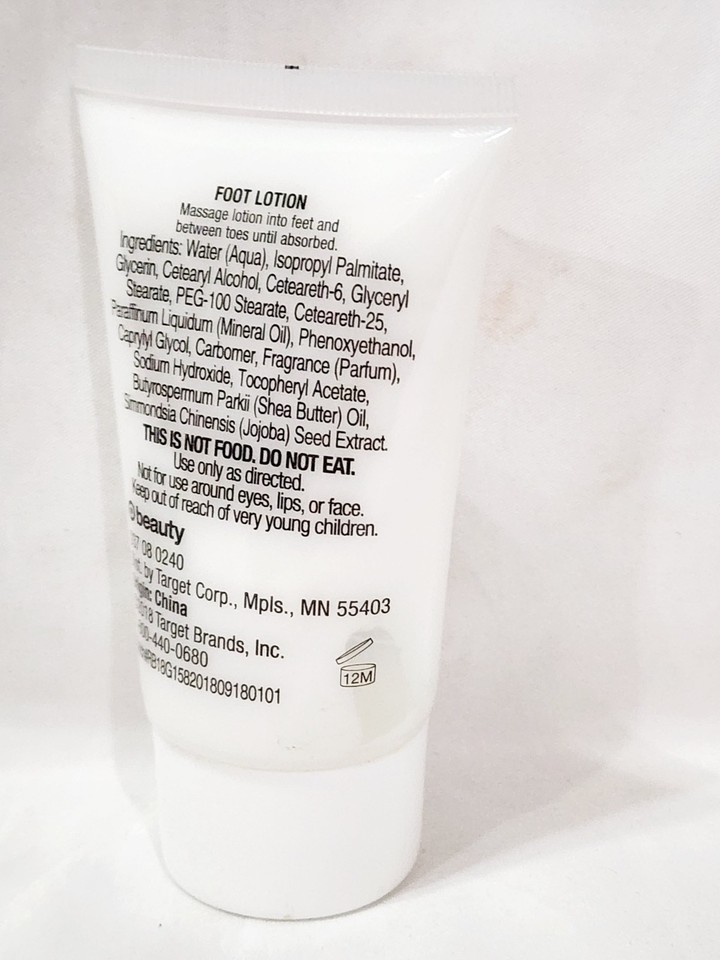 FOOT LOTION
Massage lotion into feet and
between toes until absorbed.
Ingredients: Water (Aqua), Isopropyl Palmitate,
Glycerin, Cetearyl Alcohol, Ceteareth-6, Glyceryl
Stearate, PEG-100 Stearate, Ceteareth-25,
Paraffinum Liquidum (Mineral Oil), Phenoxyethanol,
Caprylyl Glycol, Carbomer, Fragrance (Parfum),
Sodium Hydroxide, Tocopheryl Acetate,
Butyrospermum Parkii (Shea Butter) Oil,
Simmondsia Chinensis (Jojoba) Seed Extract.
THIS IS NOT FOOD. DO NOT EAT.
Use only as directed.
Not for use around eyes, lips, or face.
Keep out of reach of very young children.
beauty
08 0240
by Target Corp., Mpls., MN 55403
China
Target Brands, Inc.
-440-0680
B18G158201809180101
12M